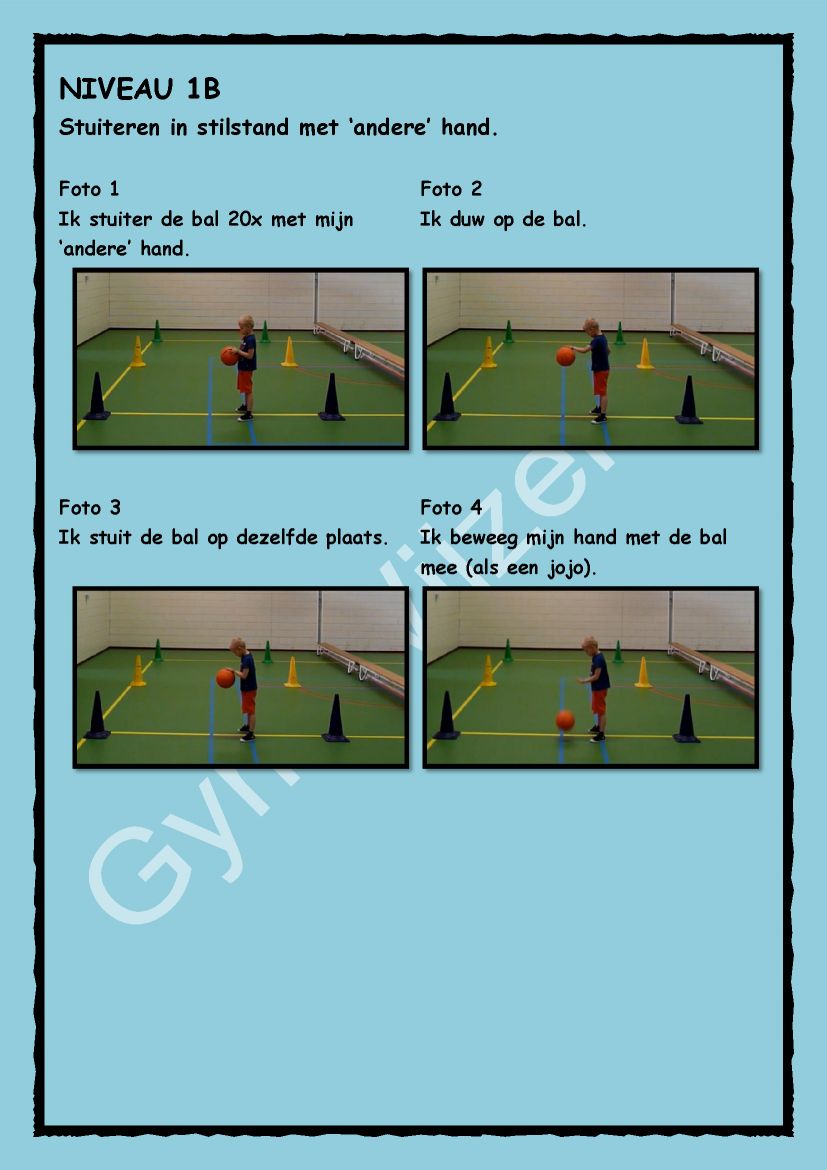 NIVEAU 1B
Stuiteren in stilstand met ‘andere’ hand.
Foto 1
Ik stuiter de bal 20x met mijn
‘andere’ hand.
Foto 2
Ik duw op de bal.
Foto 3
Ik stuit de bal op dezelfde plaats.
Foto 4
Ik beweeg mijn hand met de bal
mee (als een jojo).